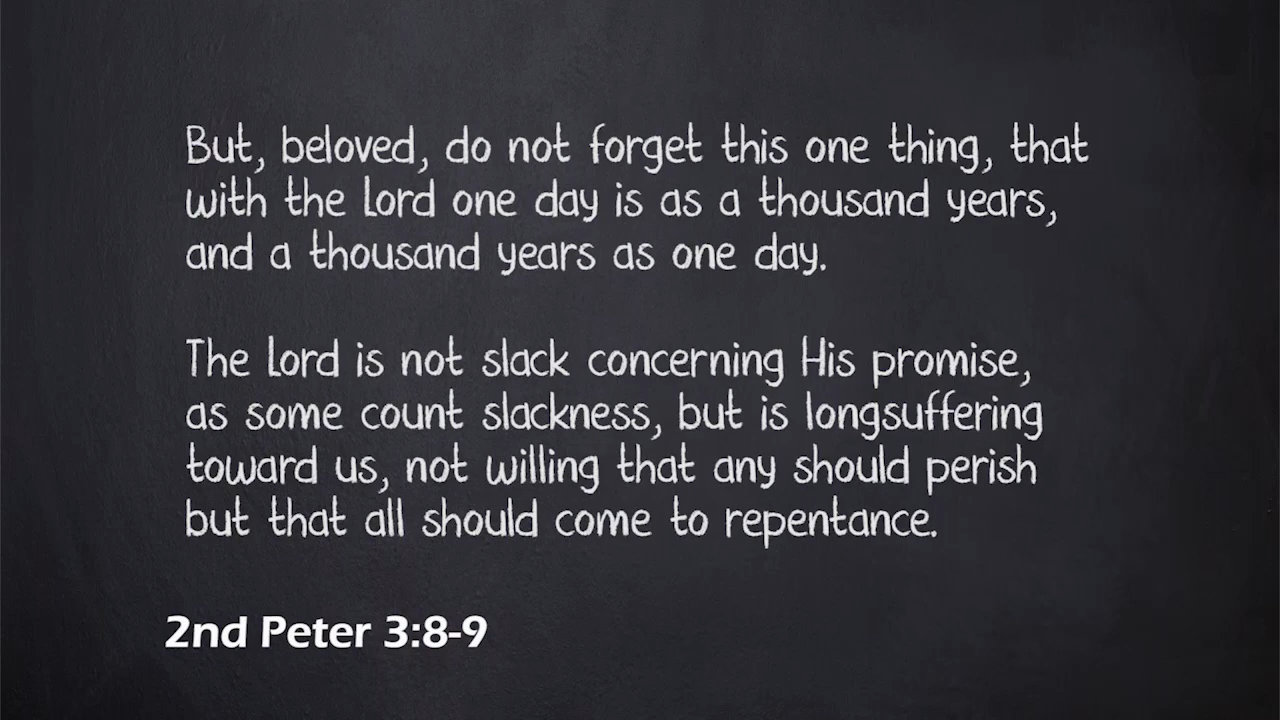 But, beloved, do not forget this one thing, that
with the Lord one day is as a thousand years,
and a thousand years as one day.
The Lord is not slack concerning His promise,
as some count slackness, but is longsuffering
toward us, not willing that any should perish
but that all should come to repentance.
2nd Peter 3:8-9